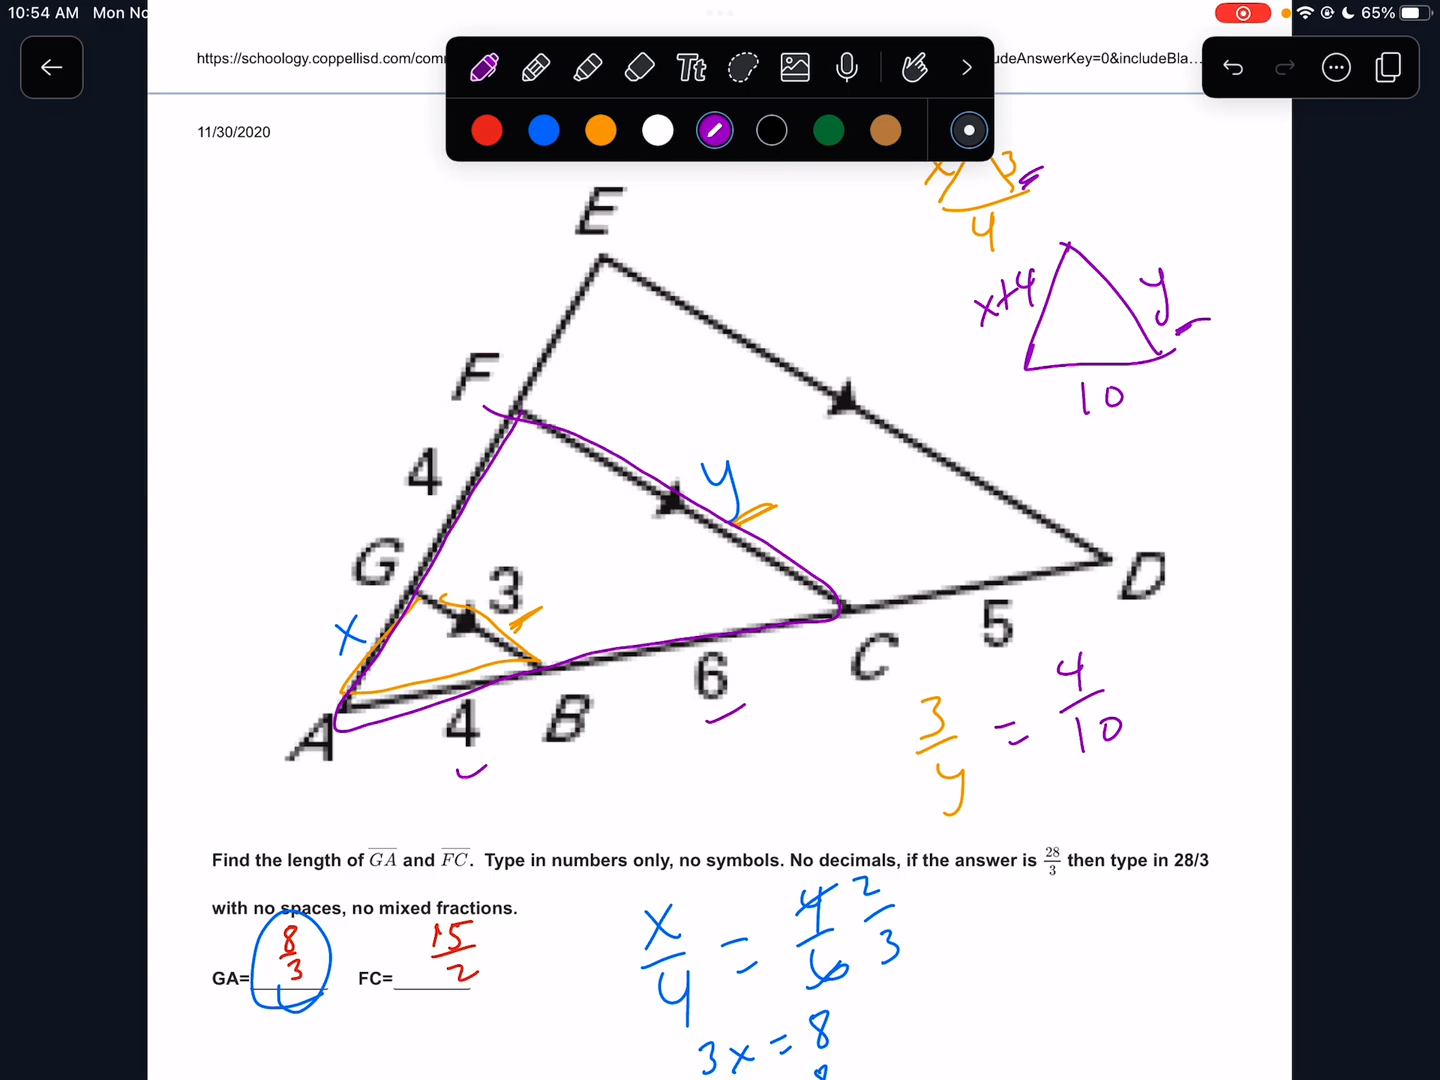 10:54 AM Mon No
65%
https://schoology.coppellisd.com/com
udeAnswerKey=0&includeBla...
Tt
11/30/2020
3
4
E
x+4
y
10
F
4
y
G
3
D
x
5
C
6
A
4
B
3/y = 4/10
Find the length of GA and FC. Type in numbers only, no symbols. No decimals, if the answer is 28/3 then type in 28/3
with no spaces, no mixed fractions.
GA= 8/3 FC= 15/2
x/4 = 4/6 2/3
3x = 8